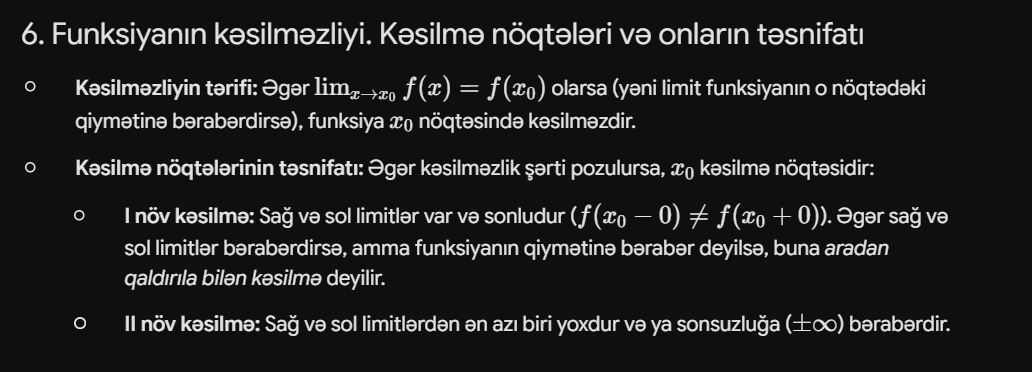 6. Funksiyanın kəsilməzliyi. Kəsilmə nöqtələri və onların təsnifatı
Kəsilməzliyin tərifi: Əgər lim_{x→x₀} f(x) = f(x₀) olarsa (yəni limit funksiyanın o nöqtədəki
qiymətinə bərabərdirsə), funksiya x₀ nöqtəsində kəsilməzdir.
Kəsilmə nöqtələrinin təsnifatı: Əgər kəsilməzlik şərti pozulursa, x₀ kəsilmə nöqtəsidir:
I növ kəsilmə: Sağ və sol limitlər var və sonludur (f(x₀ − 0) ≠ f(x₀ + 0)). Əgər sağ və
sol limitlər bərabərdirsə, amma funksiyanın qiymətinə bərabər deyilsə, buna aradan
qaldırıla bilən kəsilmə deyilir.
II növ kəsilmə: Sağ və sol limitlərdən ən azı biri yoxdur və ya sonsuzluğa (±∞) bərabərdir.